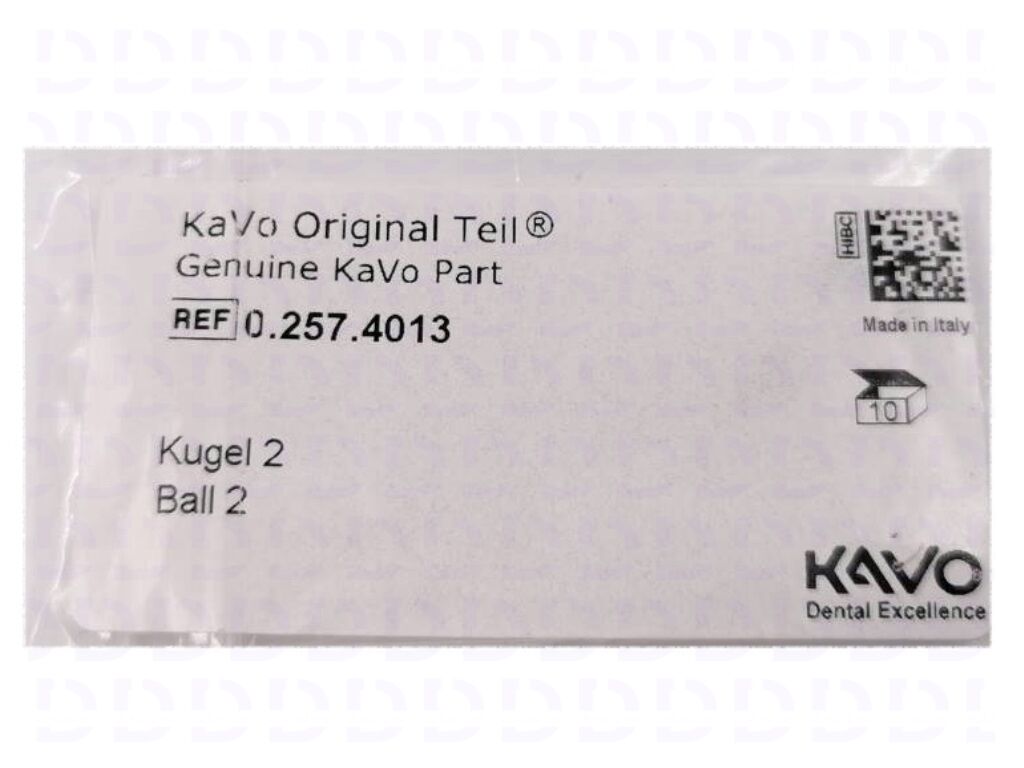 KaVo Original Teil®
Genuine KaVo Part
REF 0.257.4013
HIBC
Made in Italy
10
Kugel 2
Ball 2
KAVO
Dental Excellence